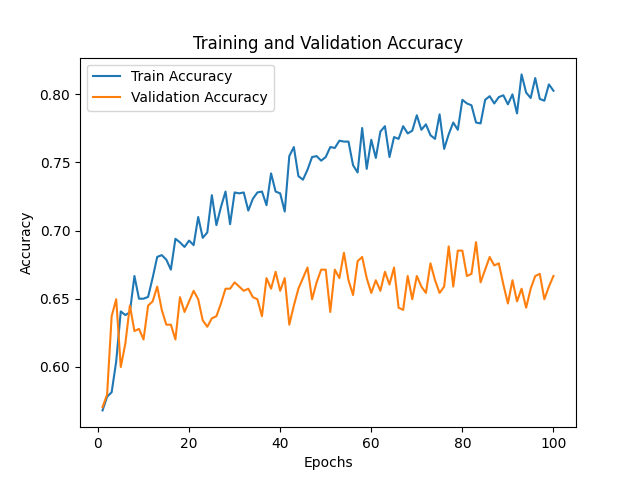 Training and Validation Accuracy
Train Accuracy
Validation Accuracy
0.80
0.75
0.70
0.65
0.60
Accuracy
0 20 40 60 80 100
Epochs